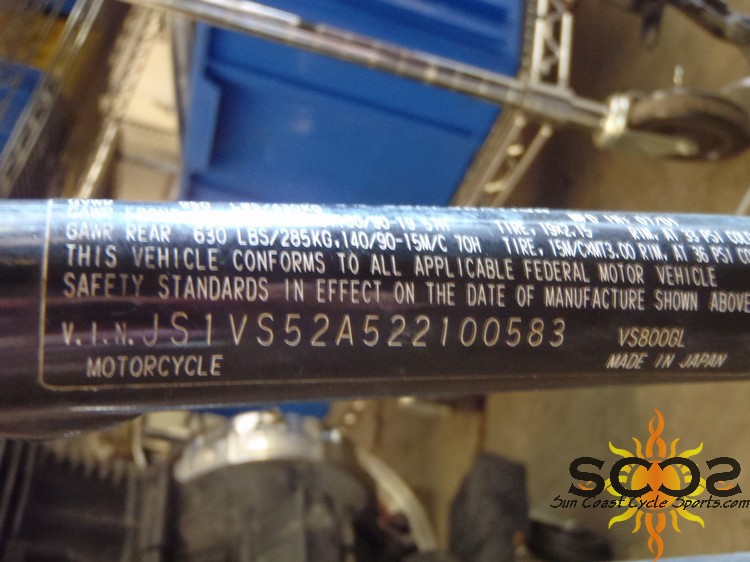 GAWR REAR 630 LBS/285KG,140/90-15M/C 70H TIRE, 15M/CXMT3.00 RIM, AT 36 PSI CO
THIS VEHICLE CONFORMS TO ALL APPLICABLE FEDERAL MOTOR VEHICLE
SAFETY STANDARDS IN EFFECT ON THE DATE OF MANUFACTURE SHOWN ABOVE
V.I.N. JS1VS52A522100583 VS800GL
MOTORCYCLE MADE IN JAPAN
SCCS
Sun Coast Cycle Sports.com